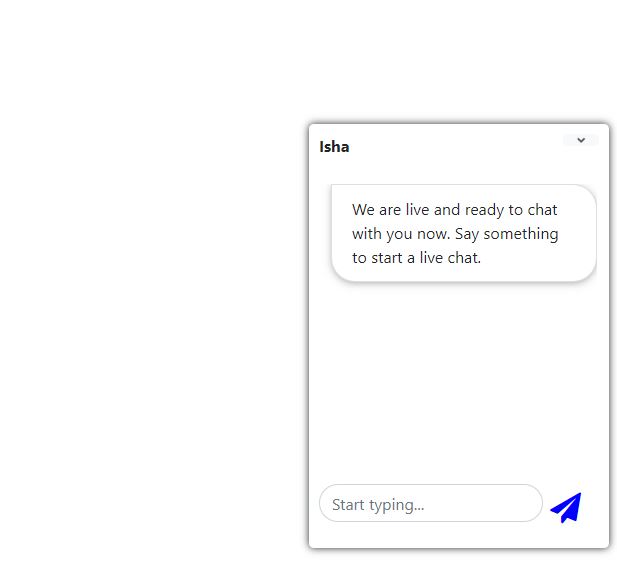 Isha
We are live and ready to chat
with you now. Say something
to start a live chat.
Start typing...